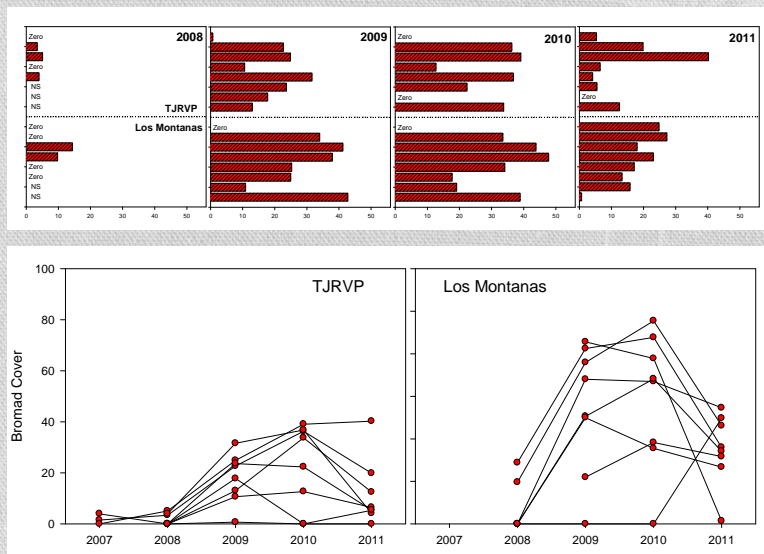 2008
Zero
Zero
NS
NS
NS
TJRVP
Los Montanas
Zero
Zero
Zero
Zero
NS
NS
0 10 20 30 40 50
2009
Zero
0 10 20 30 40 50
2010
Zero
Zero
Zero
0 10 20 30 40 50
2011
Zero
0 10 20 30 40 50
Bromad Cover
100
80
60
40
20
0
TJRVP
2007 2008 2009 2010 2011
Los Montanas
2007 2008 2009 2010 2011